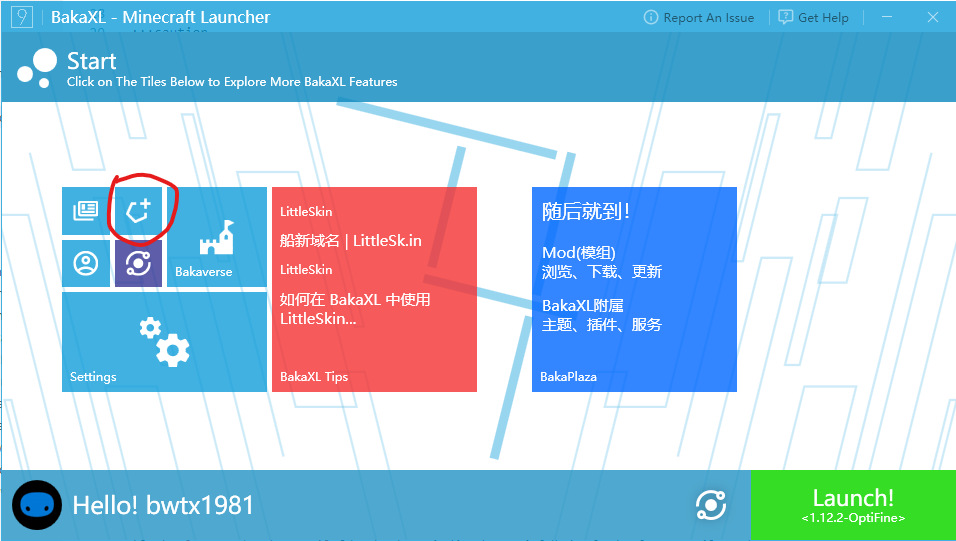 BakaXL - Minecraft Launcher
Report An Issue
Get Help
Start
Click on The Tiles Below to Explore More BakaXL Features
LittleSkin
船新域名 | LittleSk.in
LittleSkin
如何在 BakaXL 中使用
LittleSkin...
BakaXL Tips
Bakaverse
Settings
随后就到!
Mod(模组)
浏览、下载、更新
BakaXL附属
主题、插件、服务
BakaPlaza
Hello! bwtx1981
Launch!
<1.12.2-OptiFine>